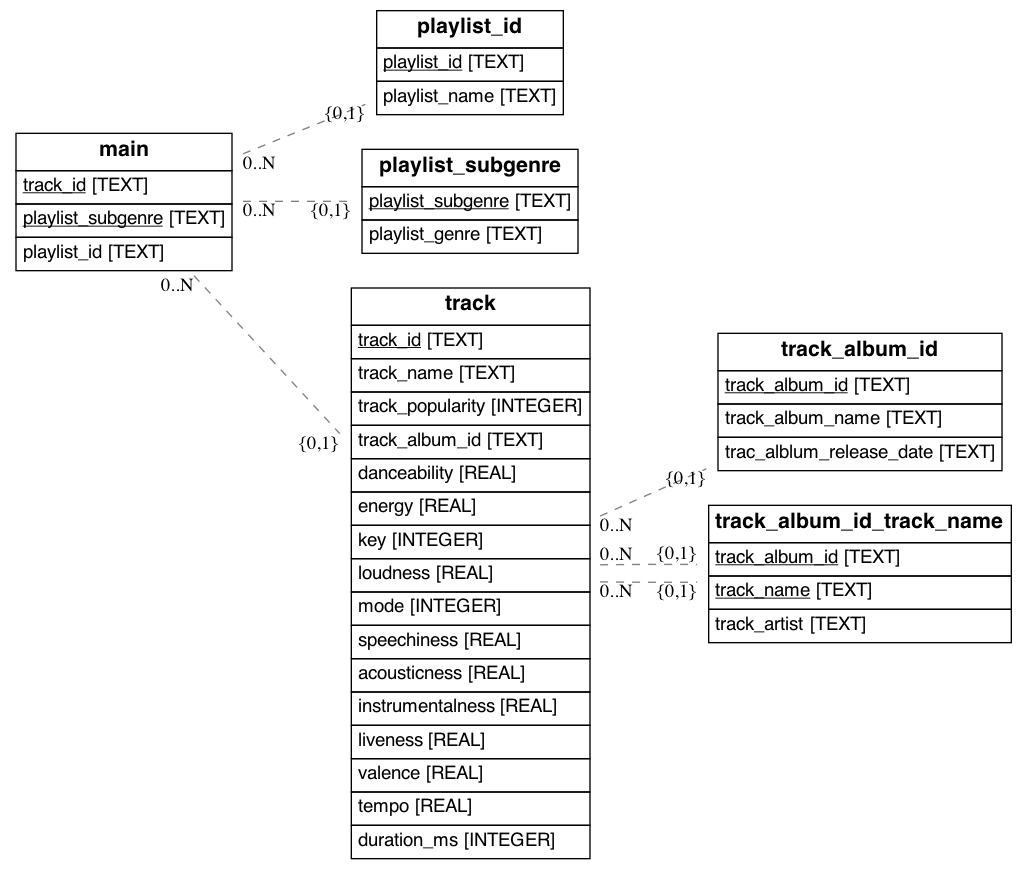 playlist_id
playlist_id [TEXT]
playlist_name [TEXT]
{0,1}
0..N
main
track_id [TEXT]
playlist_subgenre [TEXT]
playlist_id [TEXT]
playlist_subgenre
playlist_subgenre [TEXT]
playlist_genre [TEXT]
0..N
{0,1}
0..N
{0,1}
track
track_id [TEXT]
track_name [TEXT]
track_popularity [INTEGER]
track_album_id [TEXT]
danceability [REAL]
energy [REAL]
key [INTEGER]
loudness [REAL]
mode [INTEGER]
speechiness [REAL]
acousticness [REAL]
instrumentalness [REAL]
liveness [REAL]
valence [REAL]
tempo [REAL]
duration_ms [INTEGER]
track_album_id
track_album_id [TEXT]
track_album_name [TEXT]
trac_alblum_release_date [TEXT]
{0,1}
0..N
0..N {0,1}
0..N {0,1}
track_album_id_track_name
track_album_id [TEXT]
track_name [TEXT]
track_artist [TEXT]